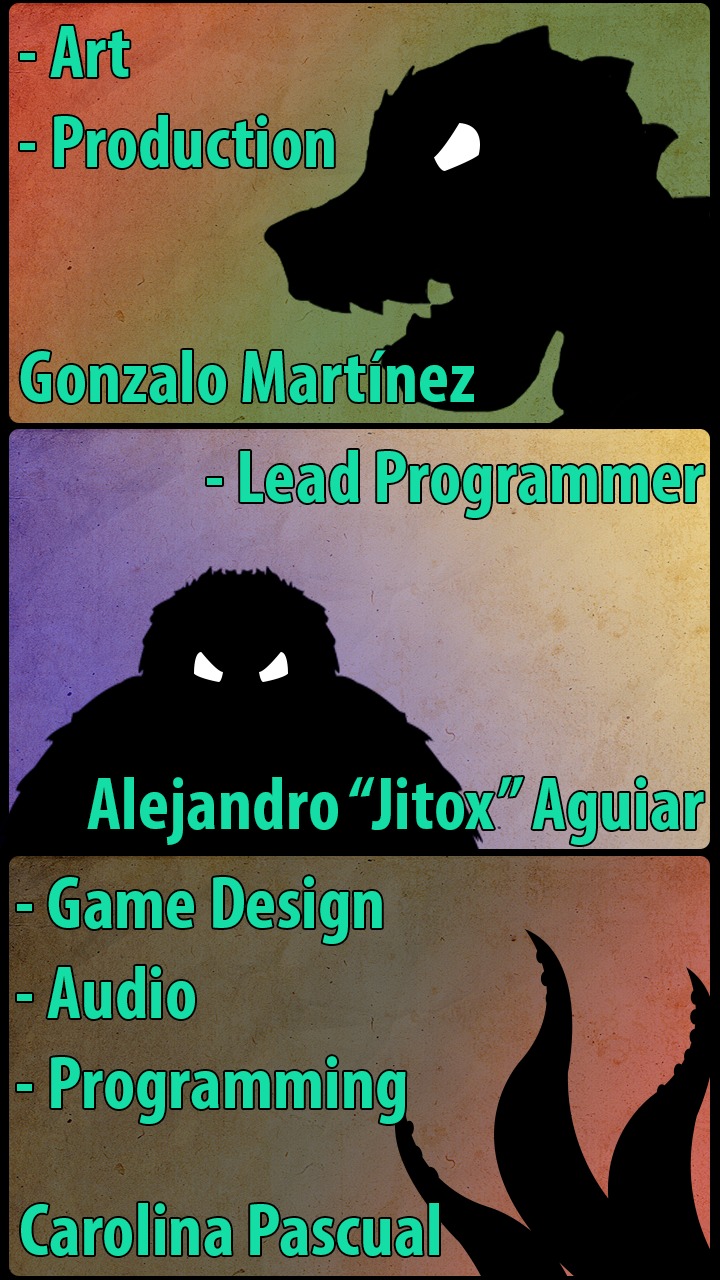 - Art
- Production
Gonzalo Martínez
- Lead Programmer
Alejandro “Jitox” Aguiar
- Game Design
- Audio
- Programming
Carolina Pascual